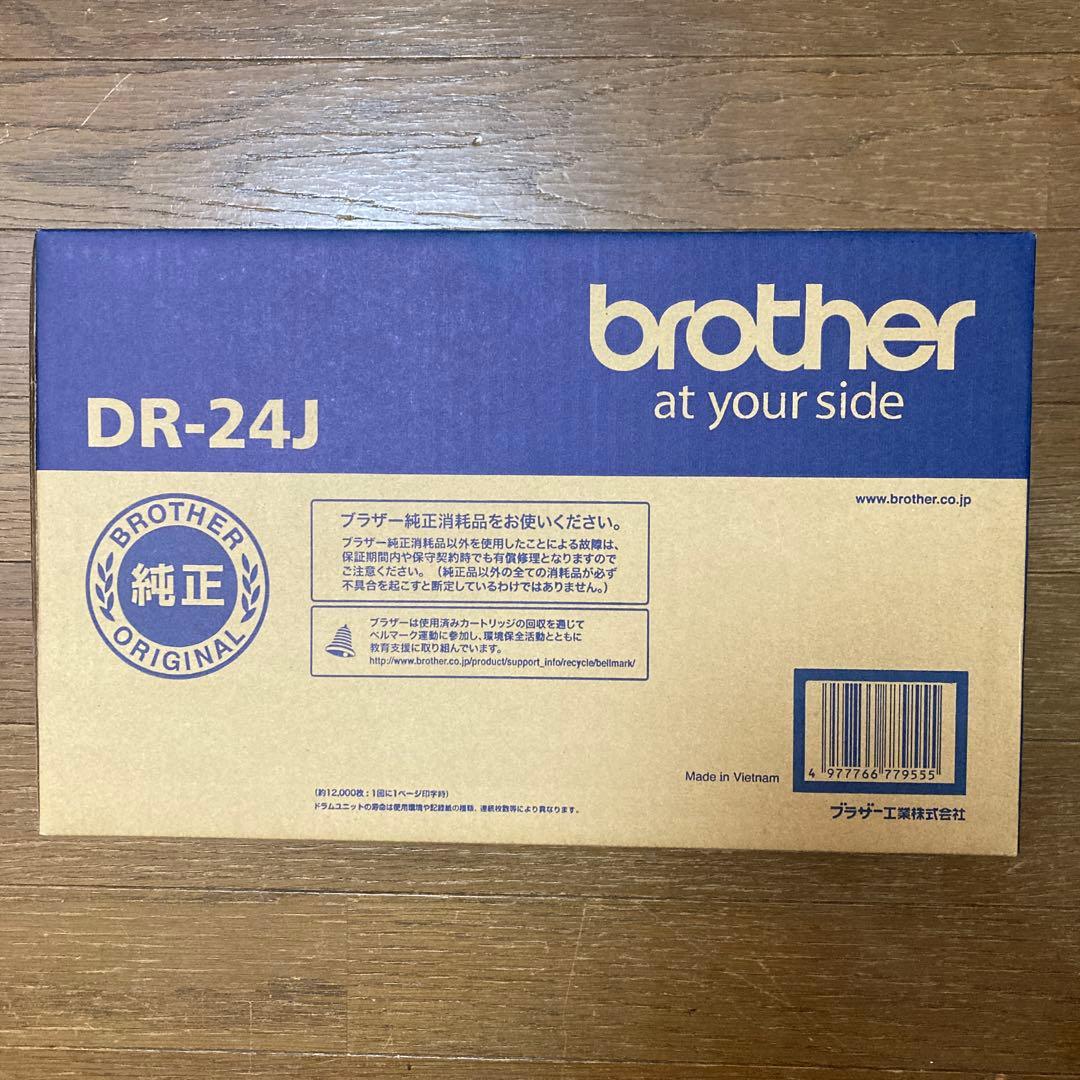 brother
at your side
DR-24J
www.brother.co.jp
BROTHER
純正
ORIGINAL
ブラザー純正消耗品をお使いください。
ブラザー純正消耗品以外を使用したことによる故障は、
保証期間内や保守契約時でも有償修理となりますので
ご注意ください。（純正品以外の全ての消耗品が必ず
不具合を起こすと断定しているわけではありません。）
ブラザーは使用済みカートリッジの回収を通じて
ベルマーク運動に参加し、環境保全活動とともに
教育支援に取り組んでいます。
http://www.brother.co.jp/product/support_info/recycle/bellmark/
(約12,000枚：1回に1ページ印字時)
ドラムユニットの寿命は使用環境や記録紙の種類、連続枚数等により異なります。
Made in Vietnam
4 977766 779555
ブラザー工業株式会社